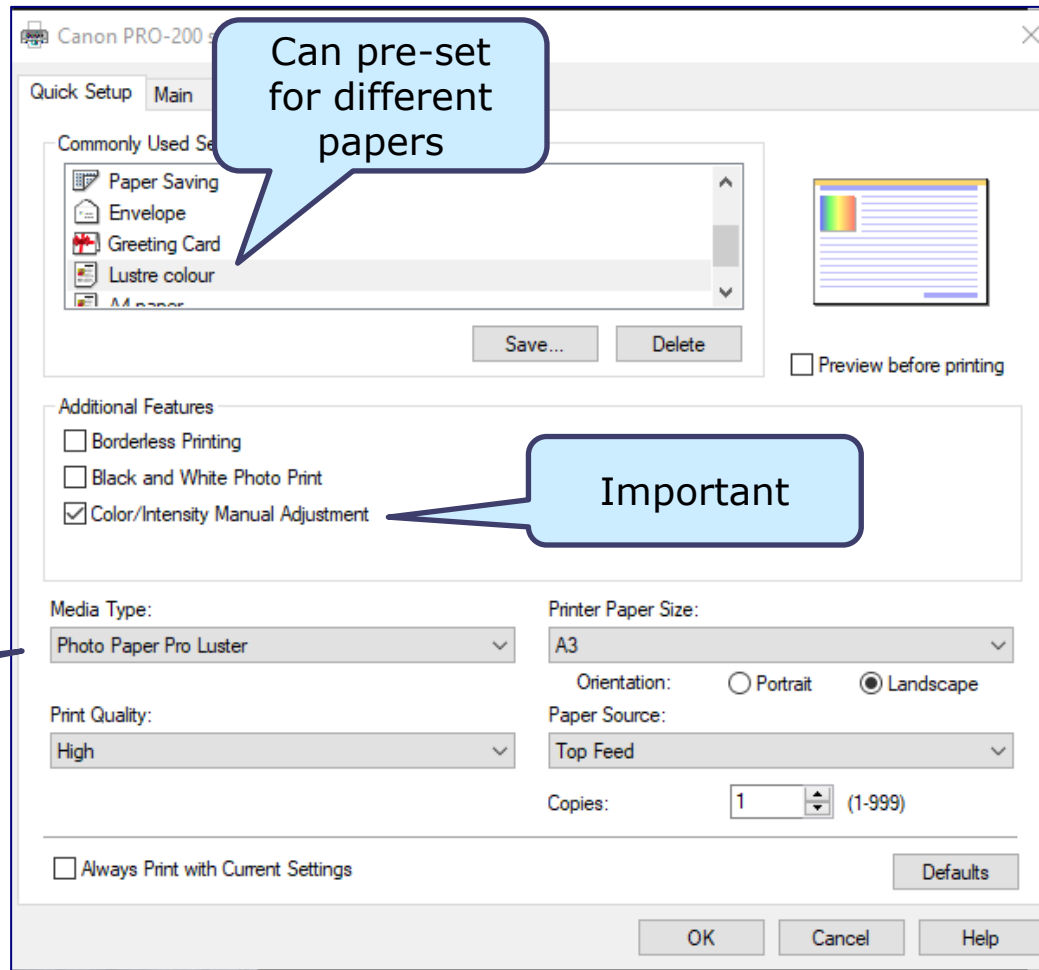 Canon PRO-200 s
Can pre-set
for different
papers
Quick Setup
Main
Commonly Used Se
Paper Saving
Envelope
Greeting Card
Lustre colour
A4 paper
Save...
Delete
Preview before printing
Additional Features
Borderless Printing
Black and White Photo Print
Color/Intensity Manual Adjustment
Important
Media Type:
Printer Paper Size:
Photo Paper Pro Luster
A3
Orientation:
Portrait
Landscape
Print Quality:
Paper Source:
High
Top Feed
Copies:
1
(1-999)
Always Print with Current Settings
Defaults
OK
Cancel
Help